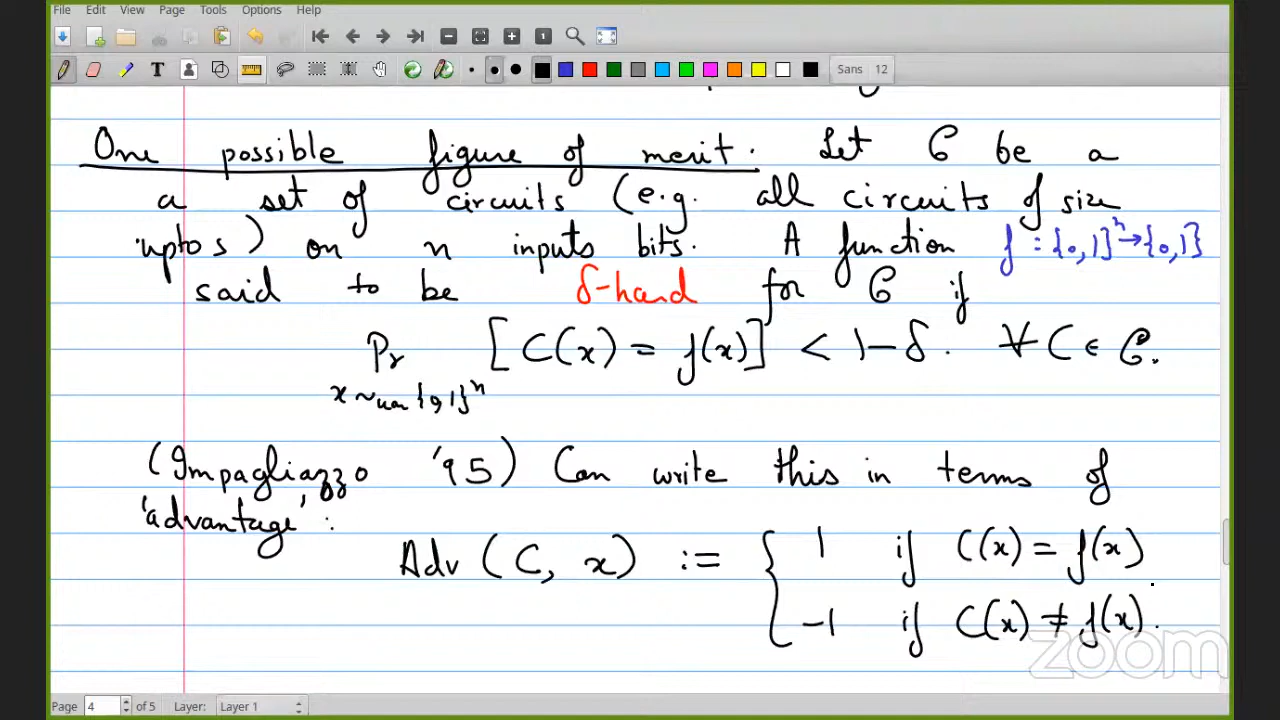 File Edit View Journal Tools Options Help
Sans 12
One possible figure of merit. Let C be a
a set of circuits (e.g. all circuits of size
upto s) on n inputs bits. A function f : {0,1}^n → {0,1}
said to be δ-hard for C if
Pr [C(x) = f(x)] < 1-δ. ∀ C ∈ C.
x ~ {0,1}^n
(Impagliazzo '95) Can write this in terms of
'advantage' :
Adv (C, x) := { 1 if C(x) = f(x)
-1 if C(x) ≠ f(x).
zoom
Page 4 of 5 Layer: Layer 1